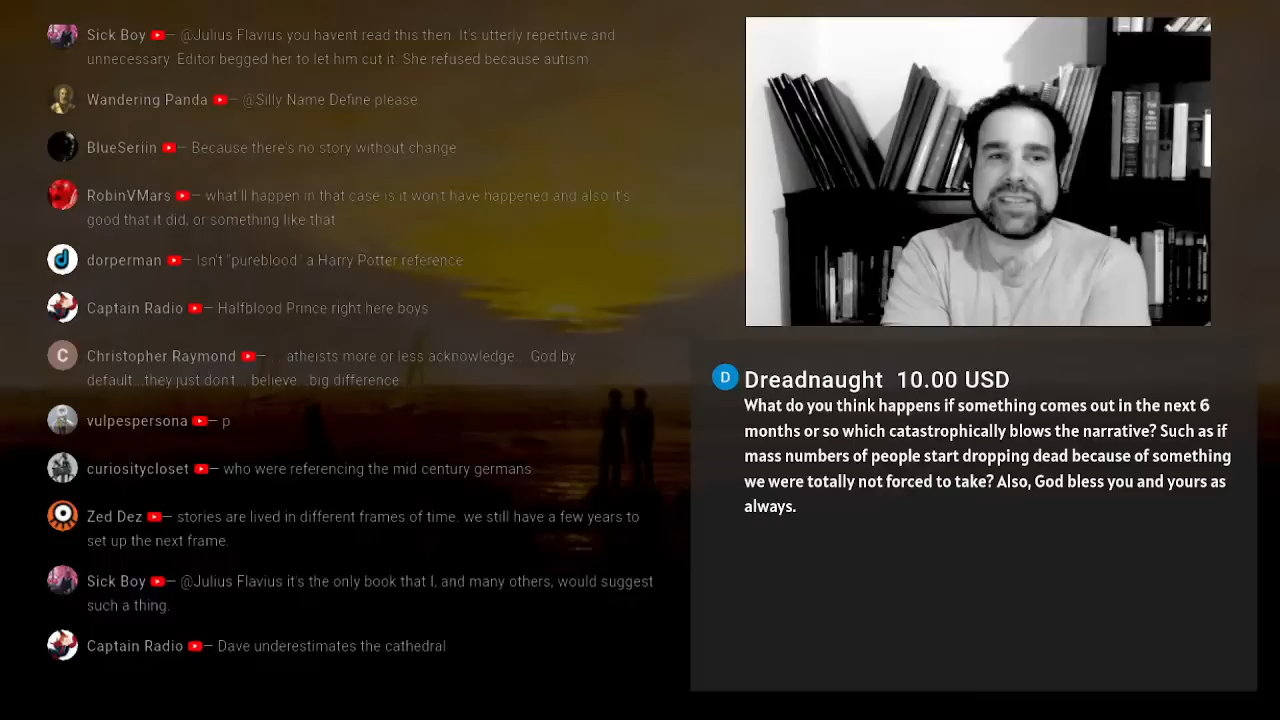 Sick Boy — @Julius Flavius you havent read this then. It's utterly repetitive and
unnecessary. Editor begged her to let him cut it. She refused because autism.
Wandering Panda — @Silly Name Define please
BlueSeriin — Because there's no story without change
RobinVMars — what'll happen in that case is it won't have happened and also it's
good that it did, or something like that
dorperman — Isn't "pureblood" a Harry Potter reference
Captain Radio — Halfblood Prince right here boys
C
Christopher Raymond — ... atheists more or less acknowledge... God by
default...they just don't... believe...big difference
vulpespersona — p
curiositycloset — who were referencing the mid century germans
Zed Dez — stories are lived in different frames of time. we still have a few years to
set up the next frame.
Sick Boy — @Julius Flavius it's the only book that I, and many others, would suggest
such a thing.
Captain Radio — Dave underestimates the cathedral
D
Dreadnaught 10.00 USD
What do you think happens if something comes out in the next 6
months or so which catastrophically blows the narrative? Such as if
mass numbers of people start dropping dead because of something
we were totally not forced to take? Also, God bless you and yours as
always.